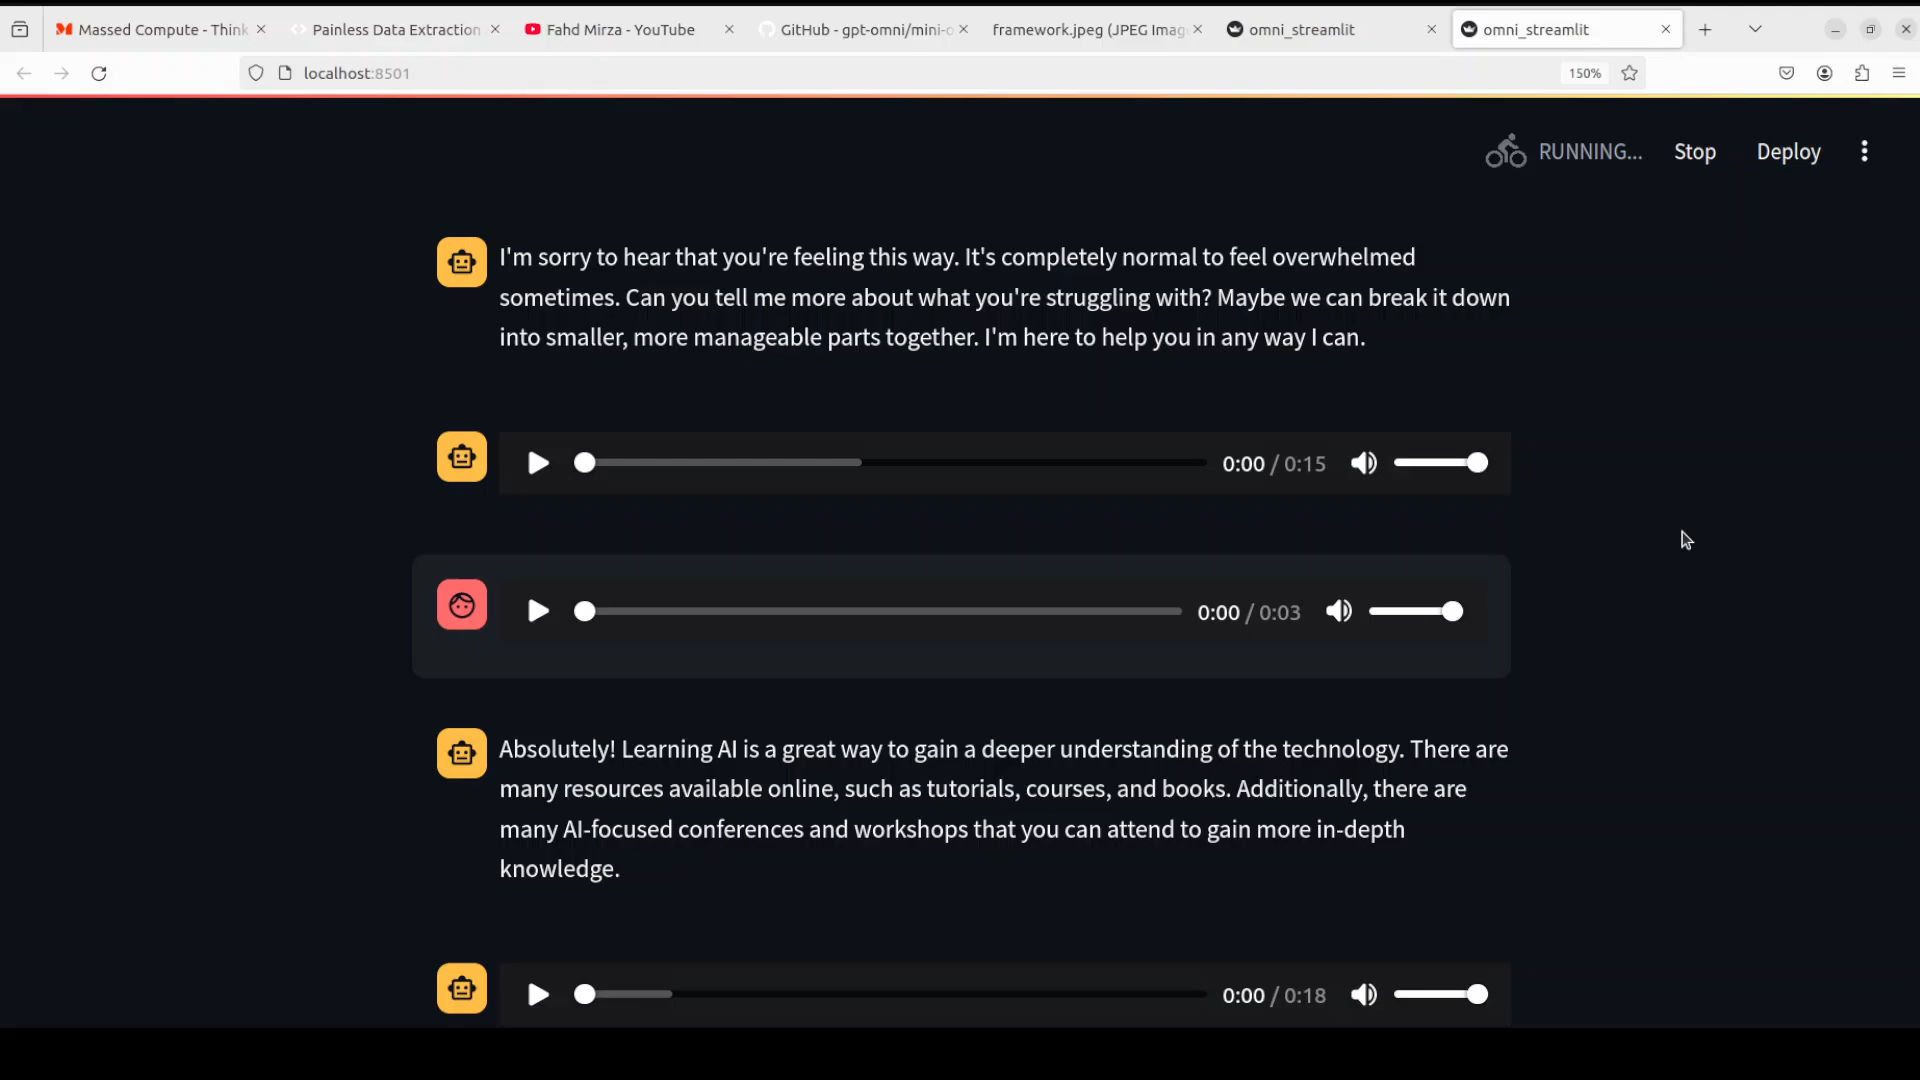 Massed Compute - Think
Painless Data Extraction
Fahd Mirza - YouTube
GitHub - gpt-omni/mini-o
framework.jpeg (JPEG Imag
omni_streamlit
omni_streamlit
localhost:8501
150%
RUNNING...
Stop
Deploy
I'm sorry to hear that you're feeling this way. It's completely normal to feel overwhelmed
sometimes. Can you tell me more about what you're struggling with? Maybe we can break it down
into smaller, more manageable parts together. I'm here to help you in any way I can.
0:00 / 0:15
0:00 / 0:03
Absolutely! Learning AI is a great way to gain a deeper understanding of the technology. There are
many resources available online, such as tutorials, courses, and books. Additionally, there are
many AI-focused conferences and workshops that you can attend to gain more in-depth
knowledge.
0:00 / 0:18